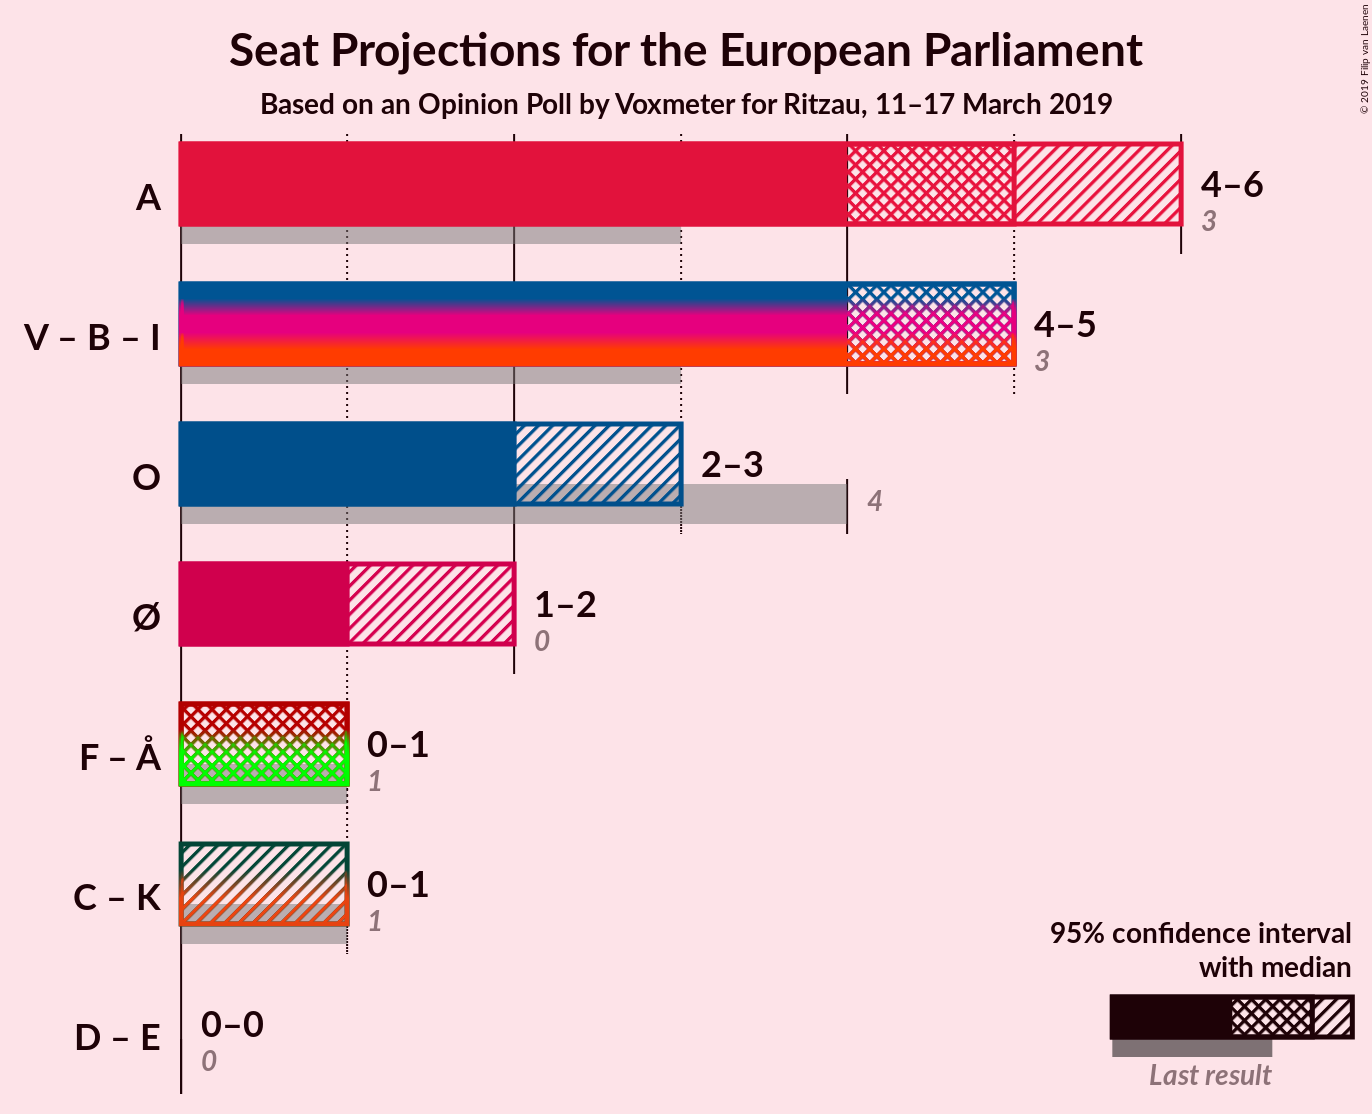 Seat Projections for the European Parliament
Based on an Opinion Poll by Voxmeter for Ritzau, 11–17 March 2019
© 2019 Filip van Laenen
A
4–6
3
V – B – I
4–5
3
O
2–3
4
Ø
1–2
0
F – Å
0–1
1
C – K
0–1
1
D – E
0–0
0
95% confidence interval
with median
Last result